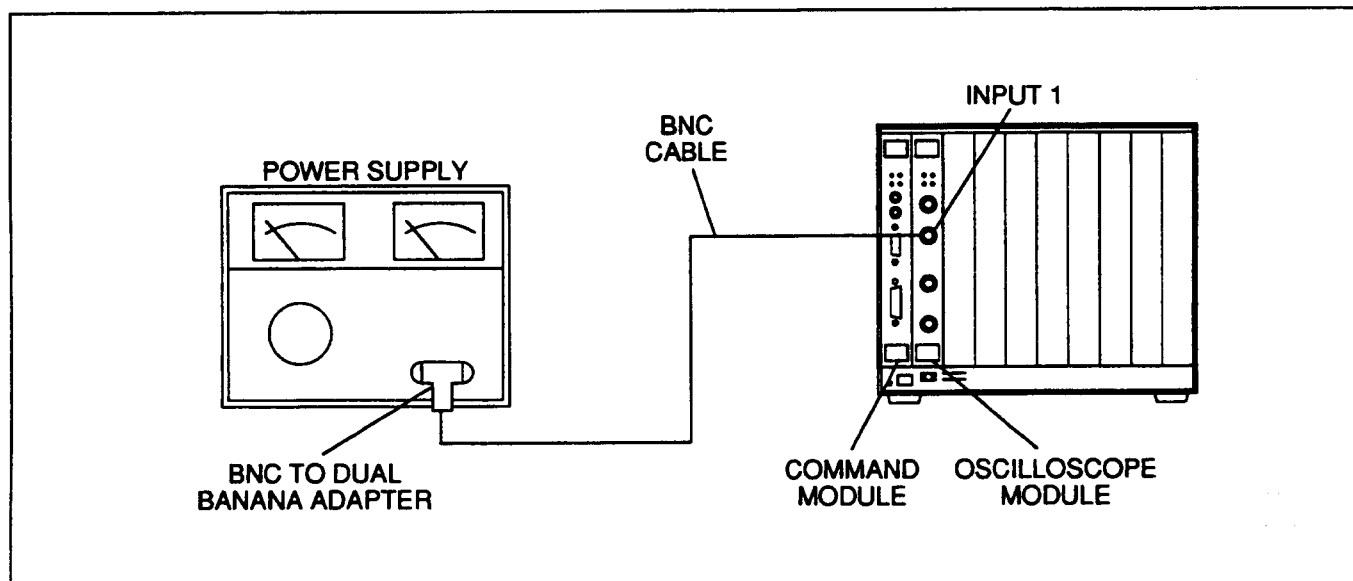 INPUT 1
BNC
CABLE
POWER SUPPLY
BNC TO DUAL
BANANA ADAPTER
COMMAND
MODULE
OSCILLOSCOPE
MODULE